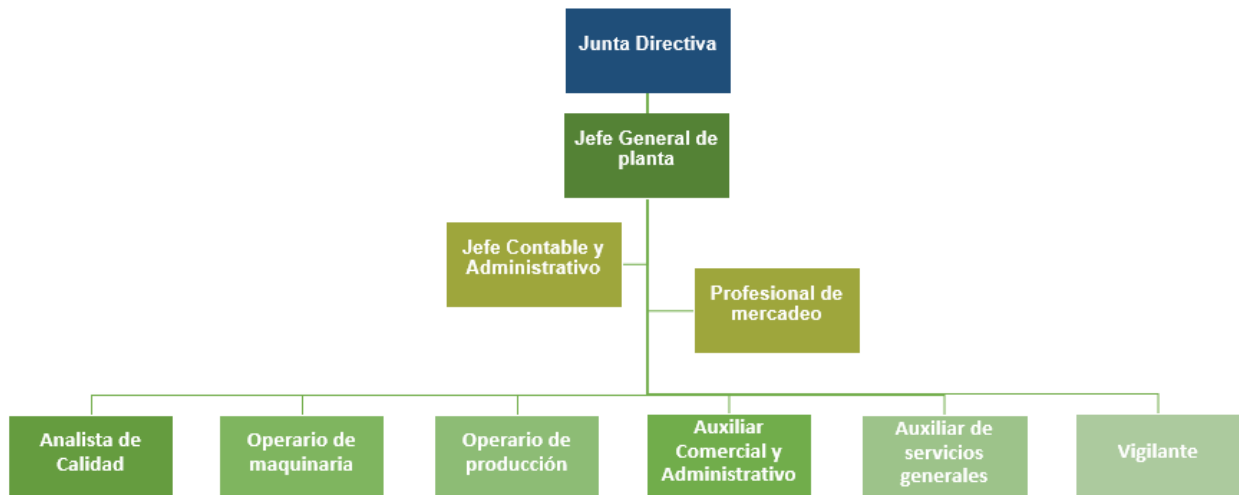 Junta Directiva
Jefe General de
planta
Jefe Contable y
Administrativo
Profesional de
mercadeo
Analista de
Calidad
Operario de
maquinaria
Operario de
producción
Auxiliar
Comercial y
Administrativo
Auxiliar de
servicios
generales
Vigilante